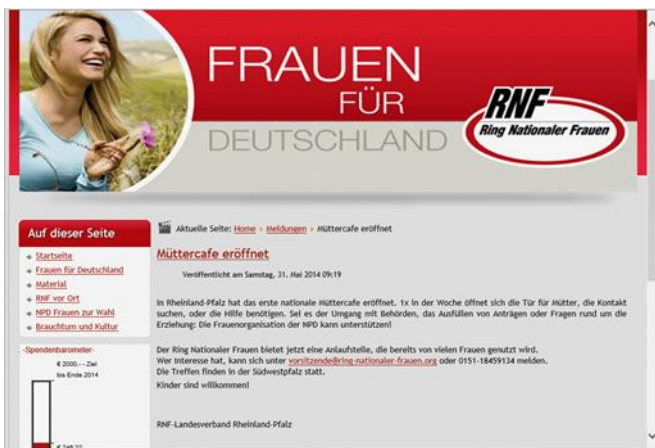 FRAUEN
FÜR
DEUTSCHLAND
RNF
Ring Nationaler Frauen
Auf dieser Seite
Startseite
Frauen für Deutschland
Material
RNF vor Ort
NPD Frauen zur Wahl
Brauchtum und Kultur
-Spendenbarometer-
€ 2000,-- Ziel
bis Ende 2014
Aktuelle Seite: Home › Meldungen › Müttercafe eröffnet
Müttercafe eröffnet
Veröffentlicht am Samstag, 31. Mai 2014 09:19
In Rheinland-Pfalz hat das erste nationale Müttercafe eröffnet. 1x in der Woche öffnet sich die Tür für Mütter, die Kontakt
suchen, oder die Hilfe benötigen. Sei es der Umgang mit Behörden, das Ausfüllen von Anträgen oder Fragen rund um die
Erziehung: Die Frauenorganisation der NPD kann unterstützen!
Der Ring Nationaler Frauen bietet jetzt eine Anlaufstelle, die bereits von vielen Frauen genutzt wird.
Wer Interesse hat, kann sich unter vorsitzende@ring-nationaler-frauen.org oder 0151-18459134 melden.
Die Treffen finden in der Südwestpfalz statt.
Kinder sind willkommen!
RNF-Landesverband Rheinland-Pfalz